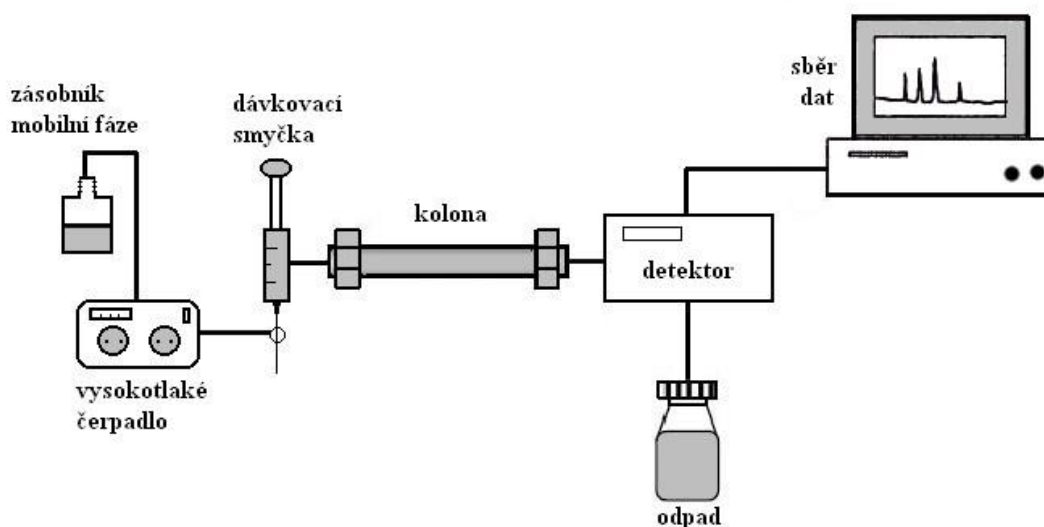 zásobník
mobilní fáze
dávkovací
smyčka
sběr
dat
kolona
detektor
vysokotlaké
čerpadlo
odpad